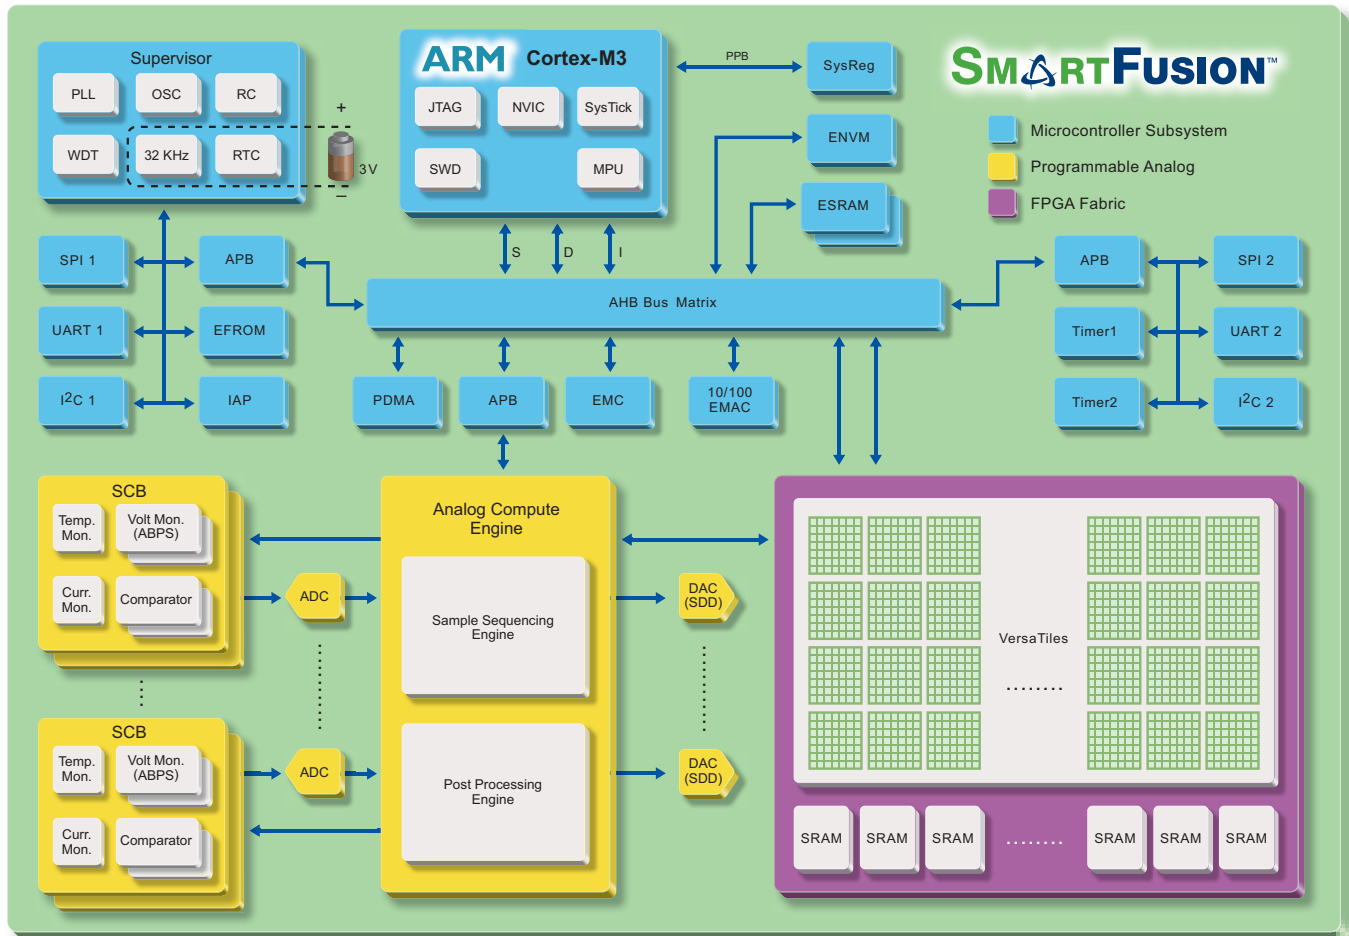 Supervisor
PLL
OSC
RC
WDT
32 KHz
RTC
+
3V
–
ARM Cortex-M3
JTAG
NVIC
SysTick
SWD
MPU
PPB
SysReg
ENVM
ESRAM
SMARTFUSION™
Microcontroller Subsystem
Programmable Analog
FPGA Fabric
S
D
I
SPI 1
APB
UART 1
EFROM
I2C 1
IAP
AHB Bus Matrix
APB
SPI 2
Timer1
UART 2
Timer2
I2C 2
PDMA
APB
EMC
10/100
EMAC
SCB
Temp.
Mon.
Volt Mon.
(ABPS)
Curr.
Mon.
Comparator
ADC
Analog Compute
Engine
Sample Sequencing
Engine
Post Processing
Engine
DAC
(SDD)
SCB
Temp.
Mon.
Volt Mon.
(ABPS)
Curr.
Mon.
Comparator
ADC
DAC
(SDD)
VersaTiles
........
SRAM
SRAM
SRAM
........
SRAM
SRAM
SRAM